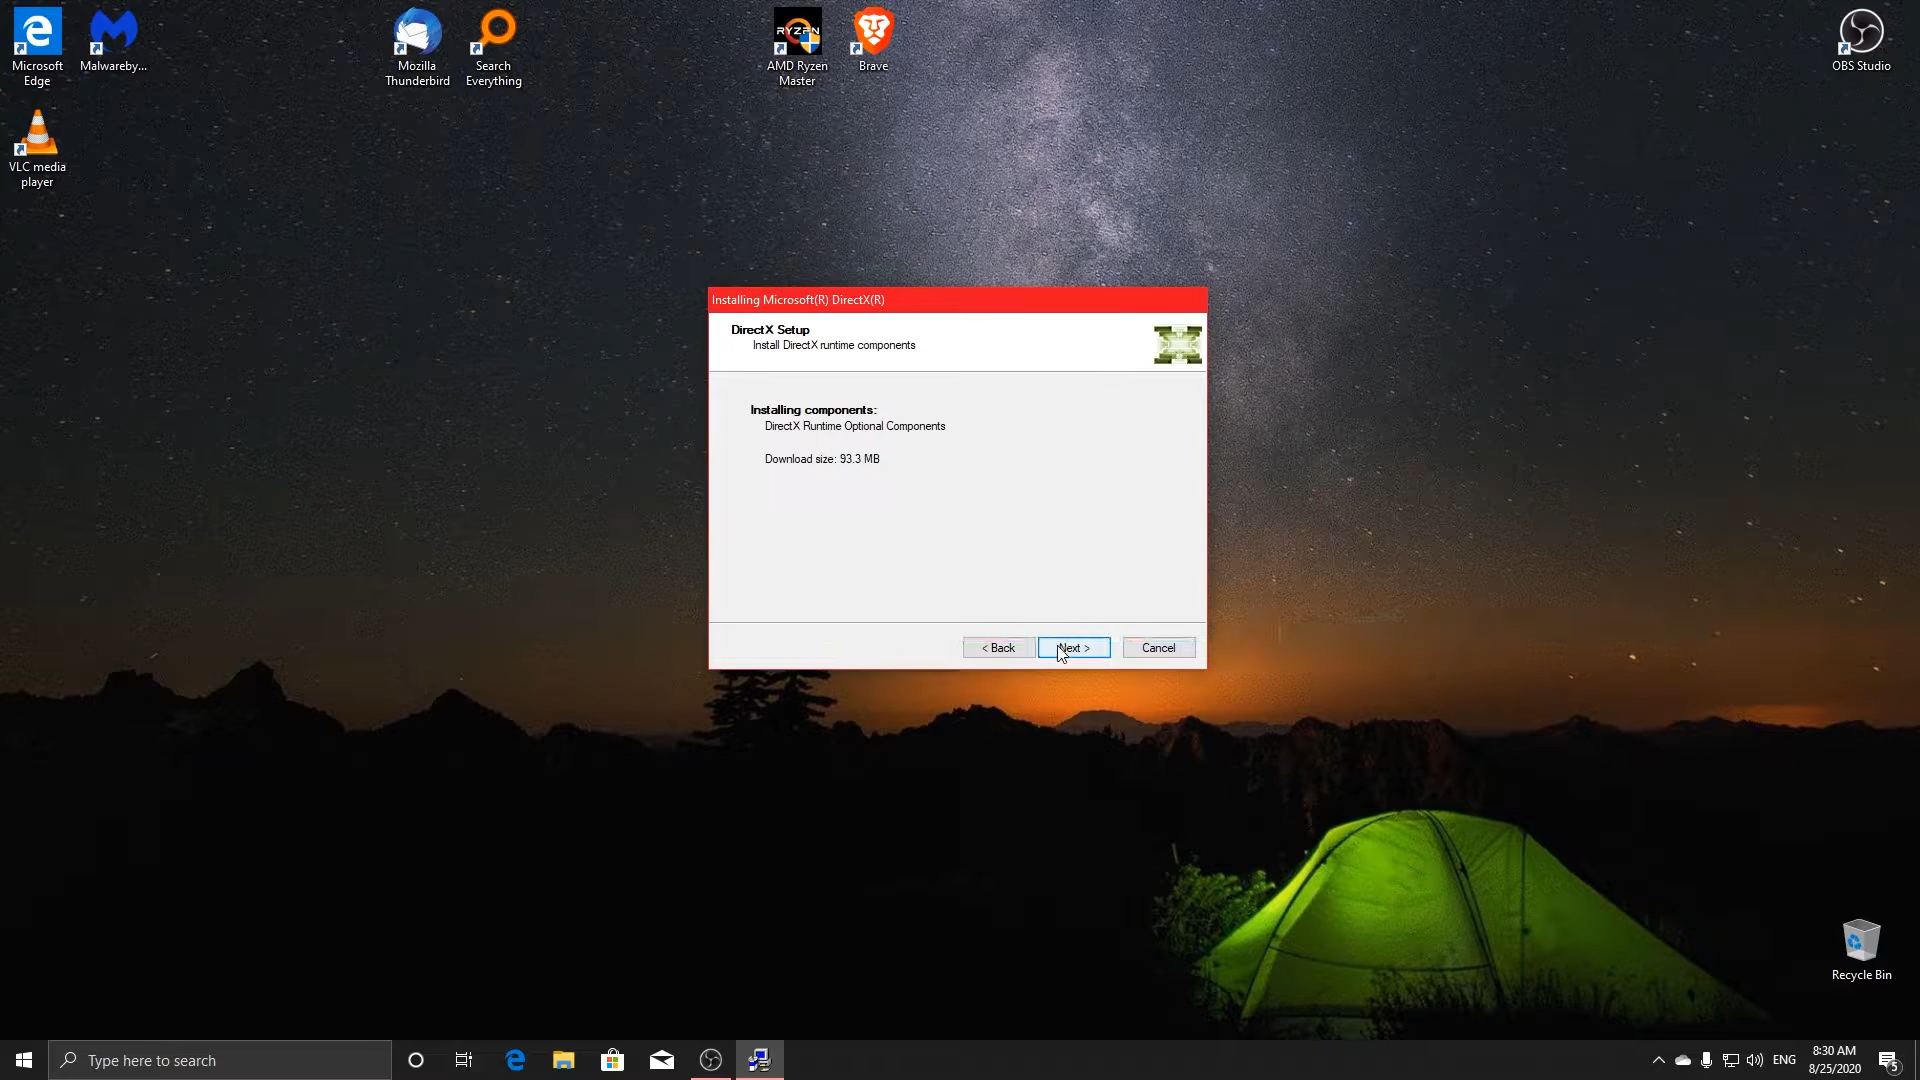 Microsoft
Edge
Malwareby...
Mozilla
Thunderbird
Search
Everything
RYZEN
AMD Ryzen
Master
Brave
OBS Studio
VLC media
player
Installing Microsoft(R) DirectX(R)
DirectX Setup
Install DirectX runtime components
Installing components:
DirectX Runtime Optional Components
Download size: 93.3 MB
< Back
Next >
Cancel
Recycle Bin
Type here to search
ENG
8:30 AM
8/25/2020
5